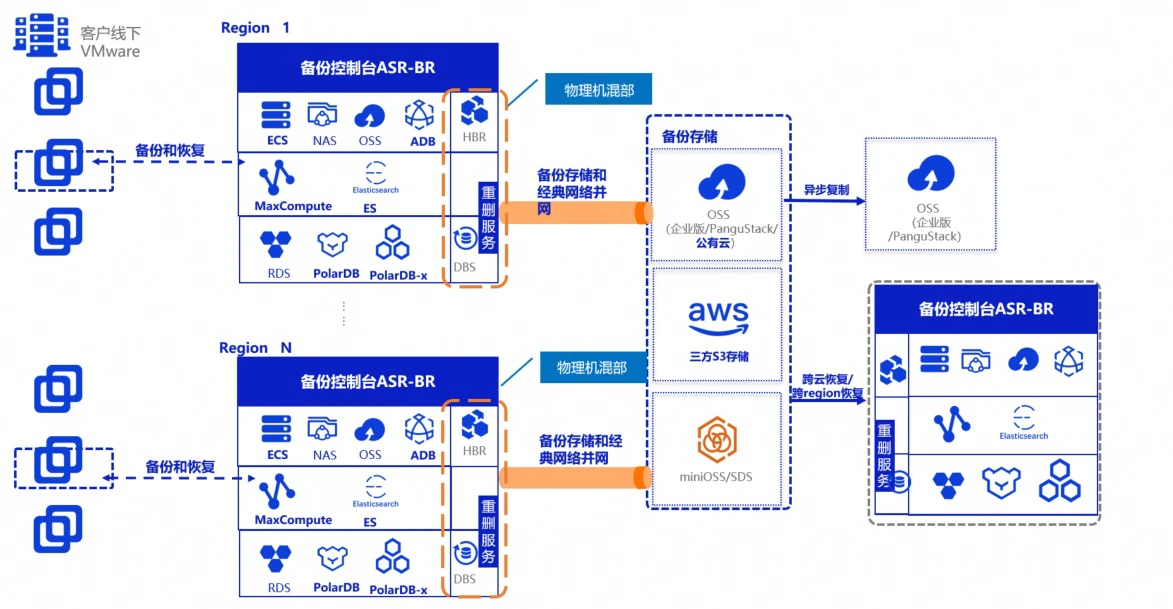 客户线下
VMware
Region 1
备份控制台ASR-BR
ECS
NAS
OSS
ADB
HBR
MaxCompute
Elasticsearch
ES
重删服务
RDS
PolarDB
PolarDB-x
DBS
备份和恢复
物理机混部
备份存储和
经典网络并
网
备份存储
OSS
(企业版/PanguStack/
公有云)
异步复制
OSS
(企业版
/PanguStack)
aws
三方S3存储
miniOSS/SDS
跨云恢复/
跨region恢复
备份控制台ASR-BR
Elasticsearch
重删服务
Region N
备份控制台ASR-BR
ECS
NAS
OSS
ADB
HBR
MaxCompute
Elasticsearch
ES
重删服务
RDS
PolarDB
PolarDB-x
DBS
备份和恢复
物理机混部
备份存储和经
典网络并网